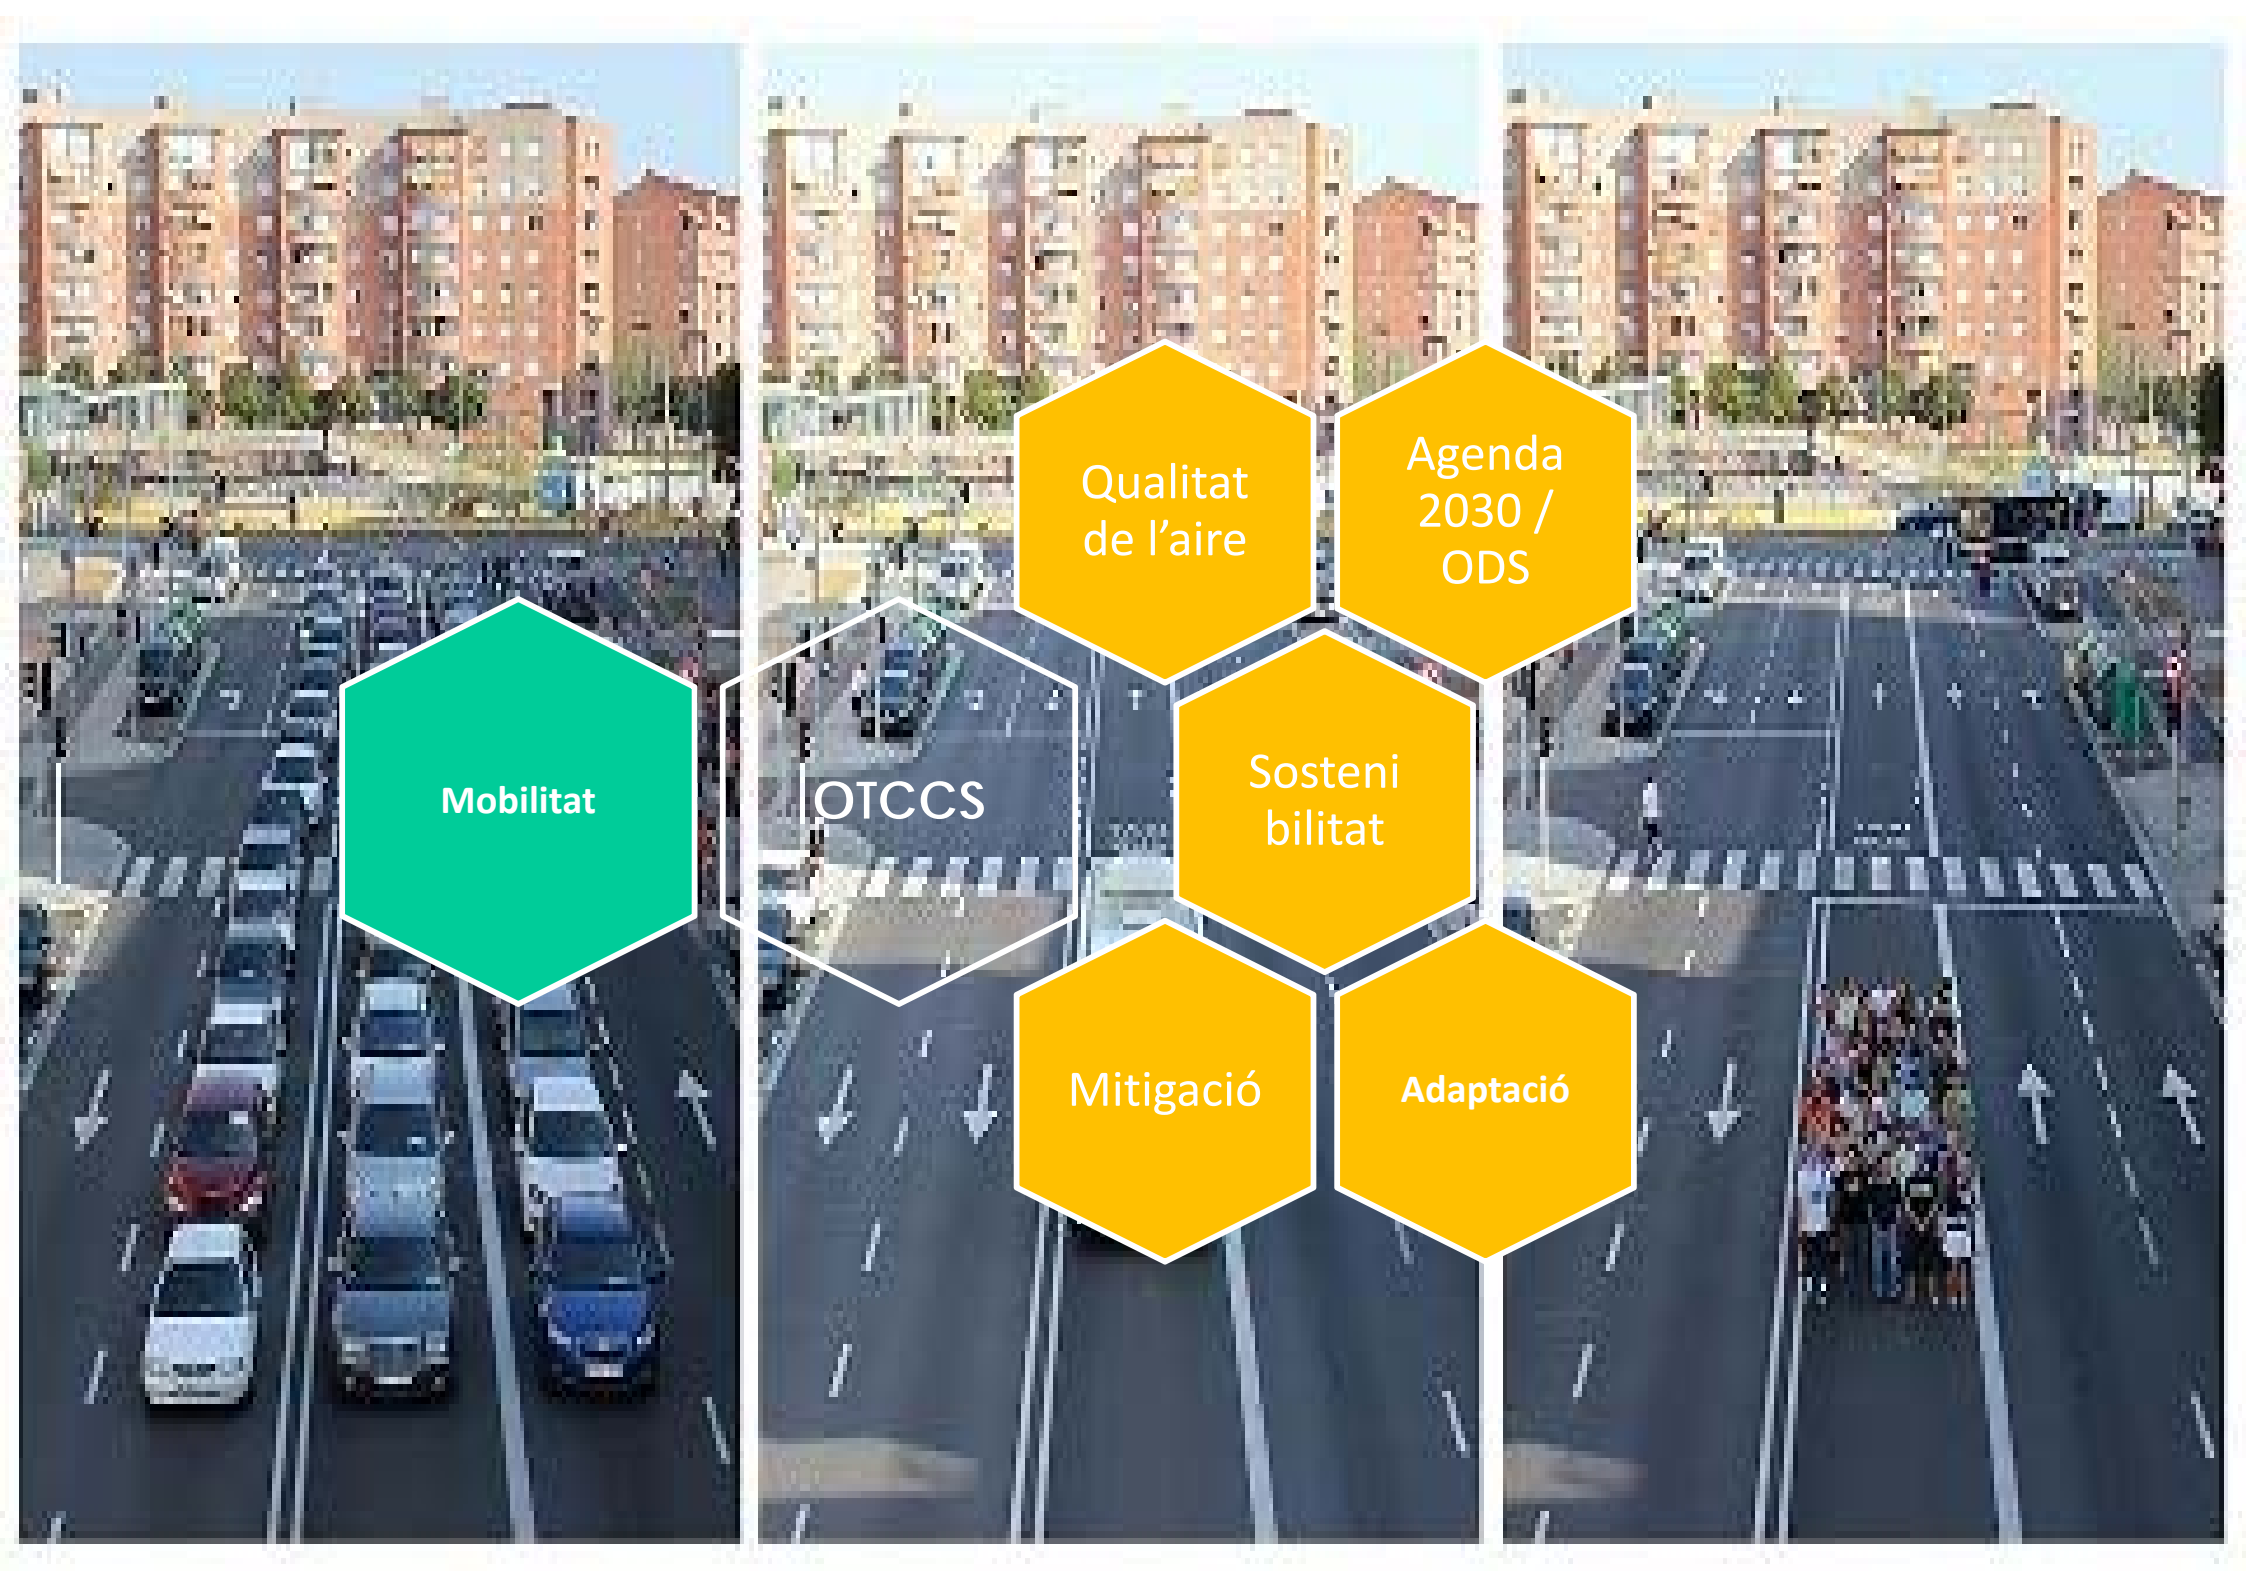 Qualitat
de l’aire
Agenda
2030 /
ODS
Mobilitat
OTCCS
Sosteni
bilitat
Mitigació
Adaptació